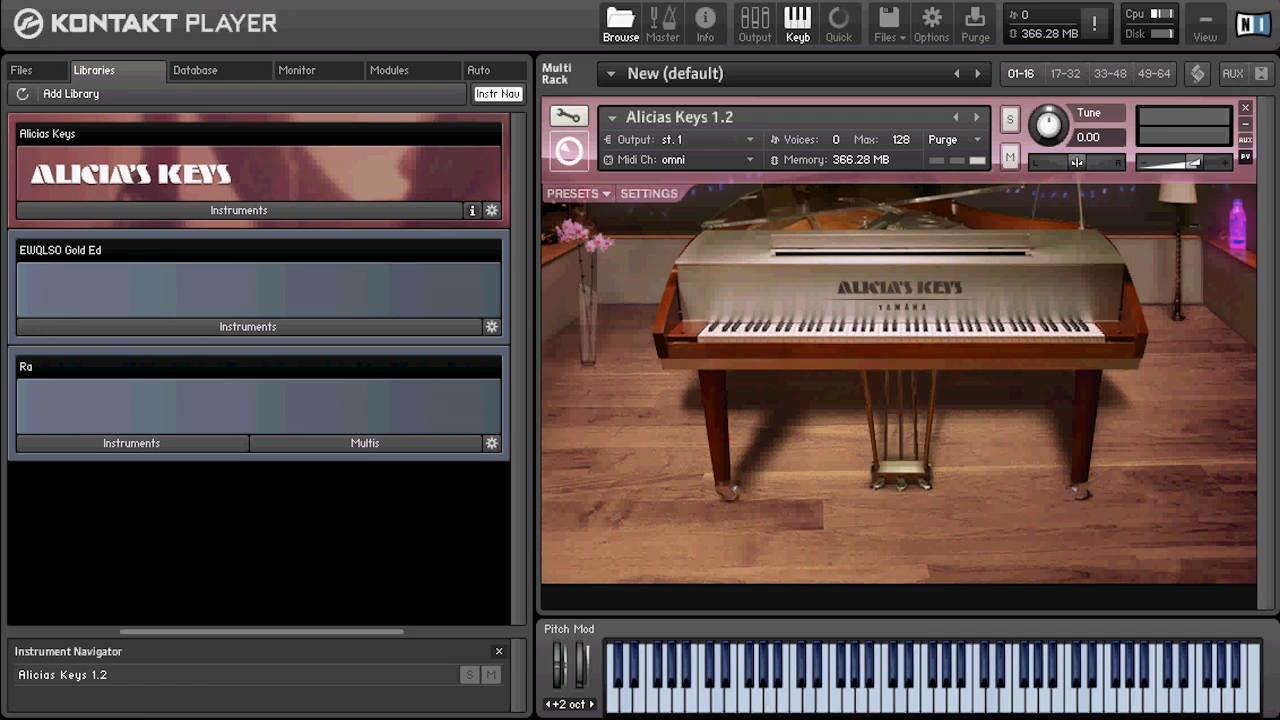 KONTAKT PLAYER
Browse Master Info Output Keyb Quick Files Options Purge
0
366.28 MB
!
Cpu
Disk
View
NI
Files Libraries Database Monitor Modules Auto
Add Library
Instr Nav
Alicias Keys
ALICIA'S KEYS
Instruments
i
EWQLSO Gold Ed
Instruments
Ra
Instruments Multis
Instrument Navigator
Alicias Keys 1.2
S M
Multi
Rack
New (default)
01-16 17-32 33-48 49-64
AUX
Alicias Keys 1.2
Output: st.1
Voices: 0 Max: 128
Purge
Midi Ch: omni
Memory: 366.28 MB
S
M
Tune
0.00
L R
- +
AUX
PV
PRESETS SETTINGS
ALICIA'S KEYS
YAMAHA
Pitch Mod
+2 oct